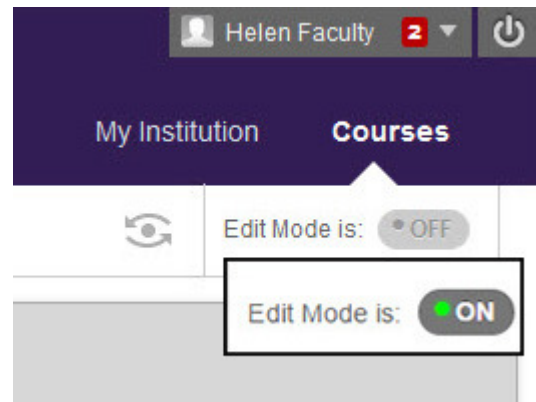 Helen Faculty 2
My Institution Courses
Edit Mode is: OFF
Edit Mode is: ON